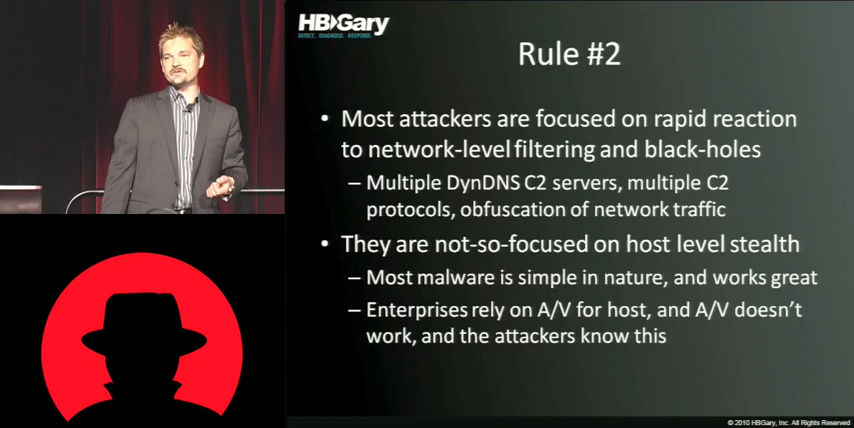 HBGary
DETECT. DIAGNOSE. RESPOND.
Rule #2
• Most attackers are focused on rapid reaction
to network-level filtering and black-holes
– Multiple DynDNS C2 servers, multiple C2
protocols, obfuscation of network traffic
• They are not-so-focused on host level stealth
– Most malware is simple in nature, and works great
– Enterprises rely on A/V for host, and A/V doesn't
work, and the attackers know this
© 2010 HBGary, Inc. All Rights Reserved